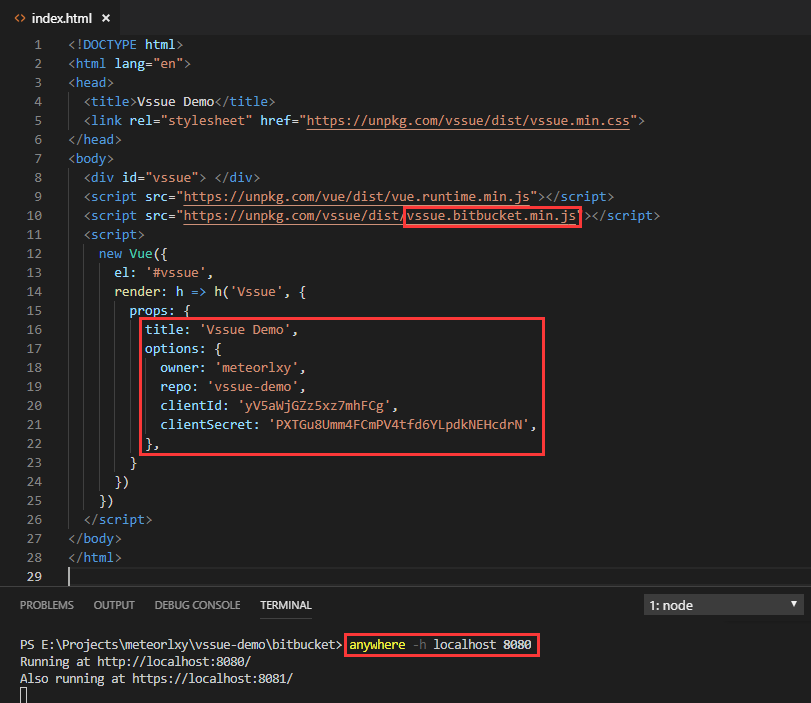 <> index.html ×
1 <!DOCTYPE html>
2 <html lang="en">
3 <head>
4 <title>Vssue Demo</title>
5 <link rel="stylesheet" href="https://unpkg.com/vssue/dist/vssue.min.css">
6 </head>
7 <body>
8 <div id="vssue"> </div>
9 <script src="https://unpkg.com/vue/dist/vue.runtime.min.js"></script>
10 <script src="https://unpkg.com/vssue/dist/vssue.bitbucket.min.js"></script>
11 <script>
12 new Vue({
13 el: '#vssue',
14 render: h => h('Vssue', {
15 props: {
16 title: 'Vssue Demo',
17 options: {
18 owner: 'meteorlxy',
19 repo: 'vssue-demo',
20 clientId: 'yV5aWjGZz5xz7mhFCg',
21 clientSecret: 'PXTGu8Umm4FCmPV4tfd6YLpdkNEHcdrN',
22 },
23 }
24 })
25 })
26 </script>
27 </body>
28 </html>
29
PROBLEMS OUTPUT DEBUG CONSOLE TERMINAL 1: node
PS E:\Projects\meteorlxy\vssue-demo\bitbucket> anywhere -h localhost 8080
Running at http://localhost:8080/
Also running at https://localhost:8081/